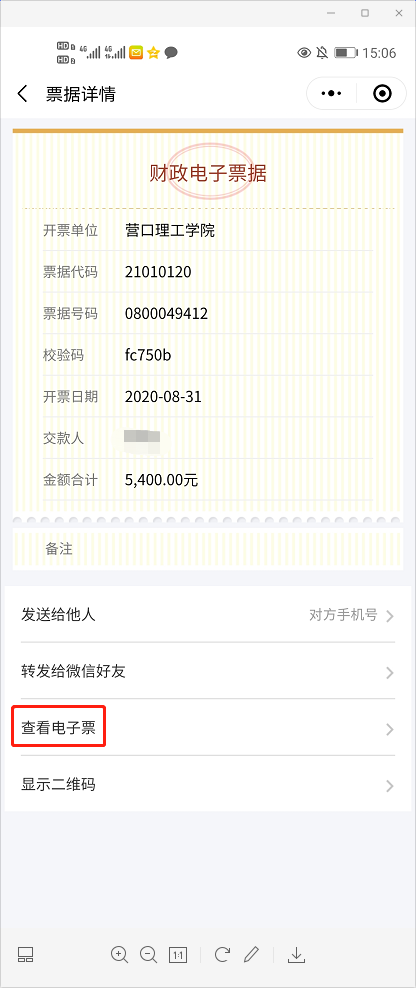 HD 4G 4G 15:06
HD
票据详情
财政电子票据
开票单位 营口理工学院
票据代码 21010120
票据号码 0800049412
校验码 fc750b
开票日期 2020-08-31
交款人
金额合计 5,400.00元
备注
发送给他人 对方手机号
转发给微信好友
查看电子票
显示二维码
1:1